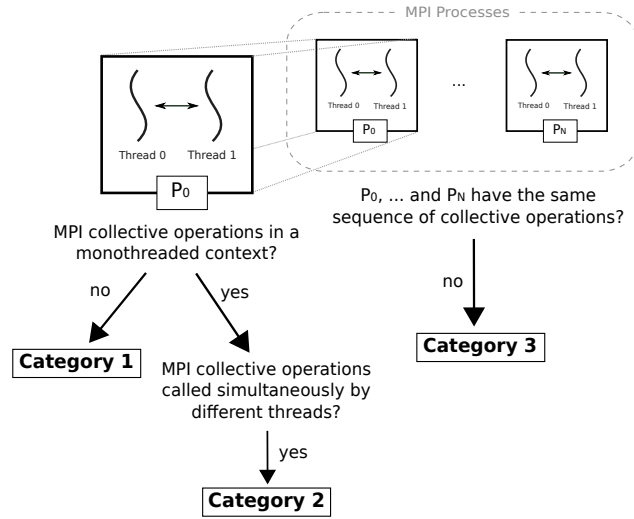 MPI Processes
Thread 0 Thread 1
P0
Thread 0 Thread 1
P0
...
Thread 0 Thread 1
PN
MPI collective operations in a
monothreaded context?
P0, ... and PN have the same
sequence of collective operations?
no
yes
no
Category 1
Category 3
MPI collective operations
called simultaneously by
different threads?
yes
Category 2